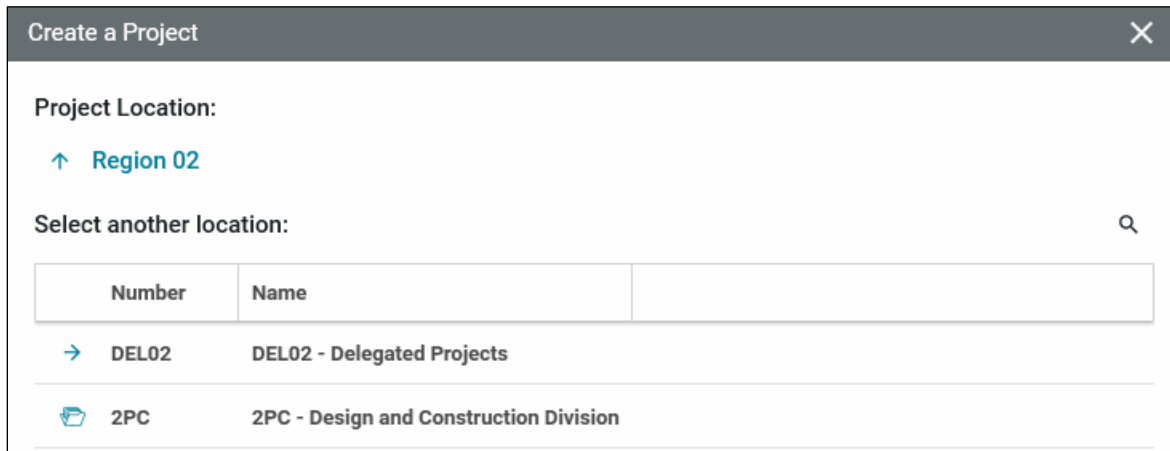 Create a Project
Project Location:
Region 02
Select another location:
Number Name
DEL02 DEL02 - Delegated Projects
2PC 2PC - Design and Construction Division